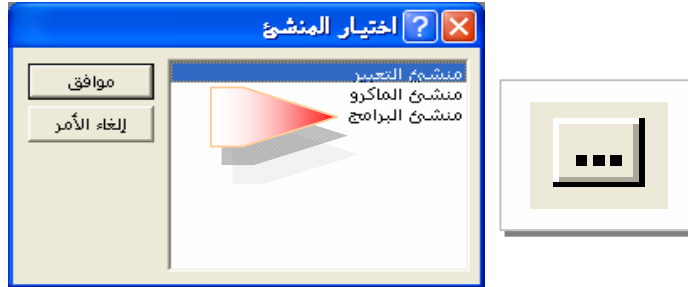 اختيار المنشئ
منشئ التعبير
منشئ الماكرو
منشئ البرامج
موافق
إلغاء الأمر
...